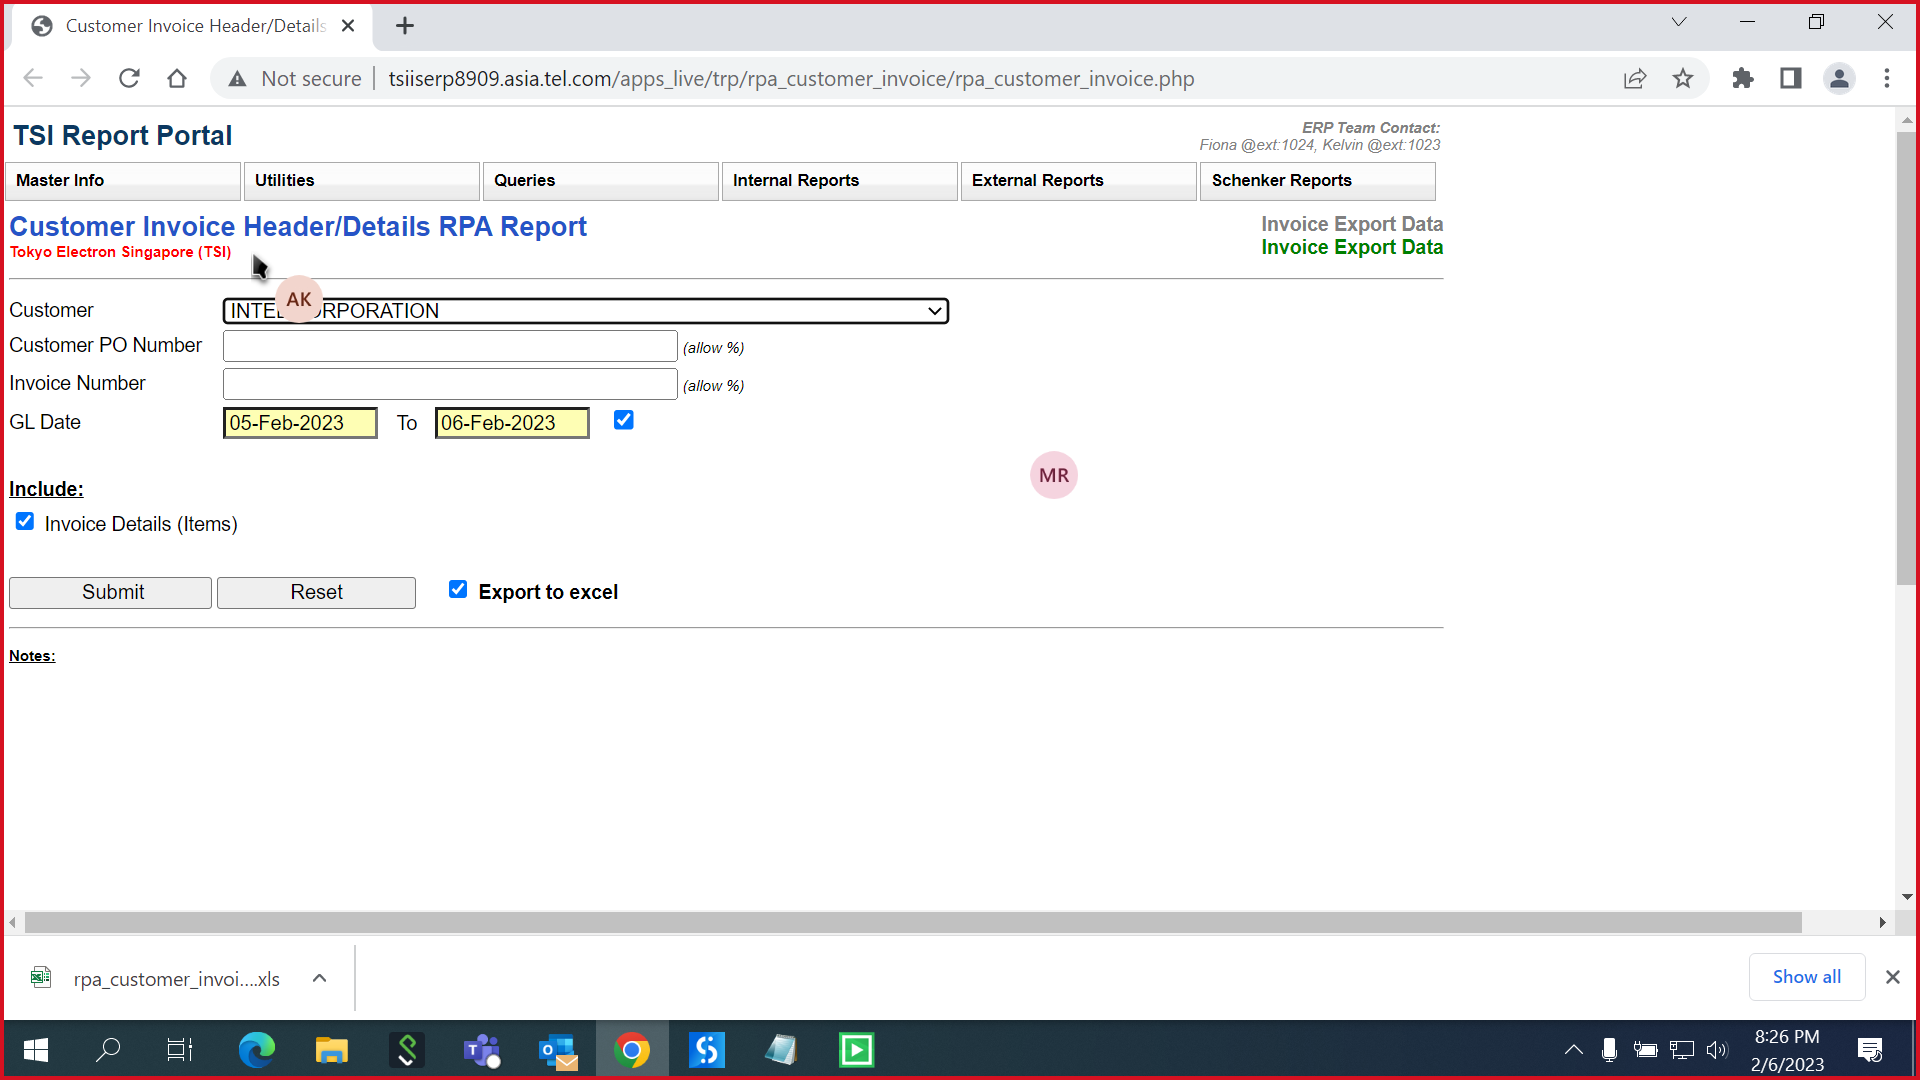 Customer Invoice Header/Details
Not secure
tsiiserp8909.asia.tel.com/apps_live/trp/rpa_customer_invoice/rpa_customer_invoice.php
TSI Report Portal
ERP Team Contact:
Fiona @ext:1024, Kelvin @ext:1023
Master Info
Utilities
Queries
Internal Reports
External Reports
Schenker Reports
Customer Invoice Header/Details RPA Report
Invoice Export Data
Tokyo Electron Singapore (TSI)
Invoice Export Data
AK
Customer
INTEL CORPORATION
Customer PO Number
(allow %)
Invoice Number
(allow %)
GL Date
05-Feb-2023
To
06-Feb-2023
MR
Include:
Invoice Details (Items)
Submit
Reset
Export to excel
Notes:
rpa_customer_invoi....xls
Show all
8:26 PM
2/6/2023